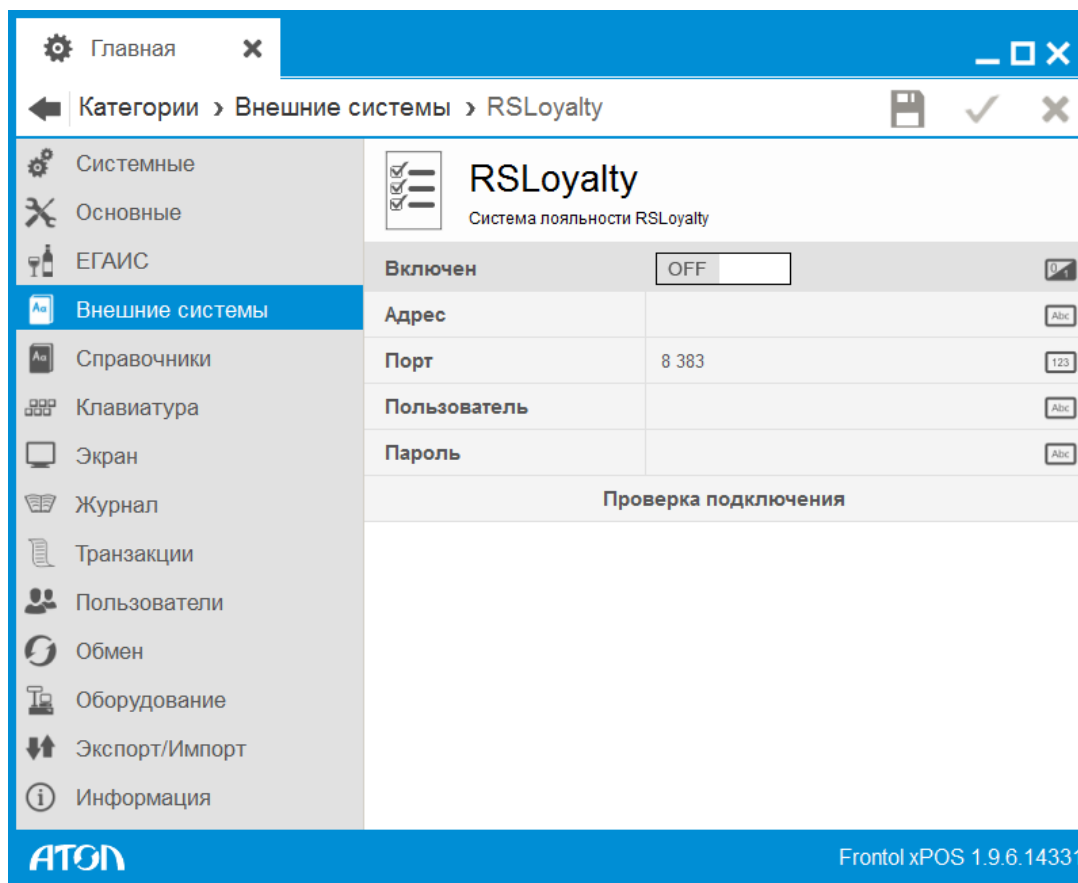 Главная
Категории › Внешние системы › RSLoyalty
Системные
Основные
ЕГАИС
Внешние системы
Справочники
Клавиатура
Экран
Журнал
Транзакции
Пользователи
Обмен
Оборудование
Экспорт/Импорт
Информация
RSLoyalty
Система лояльности RSLoyalty
Включен OFF 0 1
Адрес Abc
Порт 8 383 123
Пользователь Abc
Пароль Abc
Проверка подключения
АТОЛ Frontol xPOS 1.9.6.14331